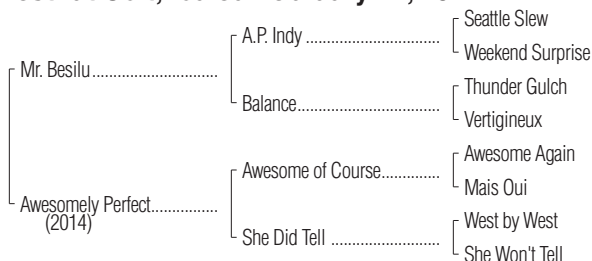 A.P. Indy
Seattle Slew
Weekend Surprise
Mr. Besilu
Balance
Thunder Gulch
Vertigineux
Awesomely Perfect
(2014)
Awesome of Course
Awesome Again
Mais Oui
She Did Tell
West by West
She Won't Tell